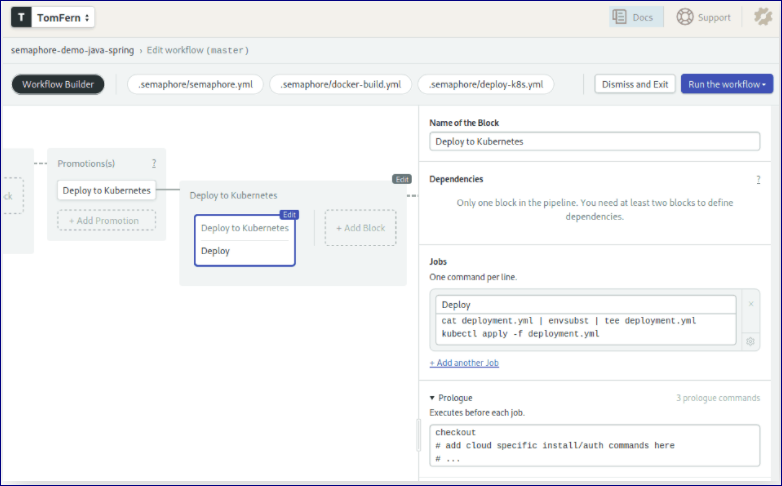 T TomFern
Docs
Support
semaphore-demo-java-spring › Edit workflow (master)
Workflow Builder
.semaphore/semaphore.yml
.semaphore/docker-build.yml
.semaphore/deploy-k8s.yml
Dismiss and Exit
Run the workflow
ck
Promotions(s) ?
Deploy to Kubernetes
+ Add Promotion
Edit
Deploy to Kubernetes
Edit
Deploy to Kubernetes
Deploy
+ Add Block
Name of the Block
Deploy to Kubernetes
Dependencies ?
Only one block in the pipeline. You need at least two blocks to define
dependencies.
Jobs
One command per line.
Deploy ×
cat deployment.yml | envsubst | tee deployment.yml
kubectl apply -f deployment.yml
+ Add another Job
Prologue 3 prologue commands
Executes before each job.
checkout
# add cloud specific install/auth commands here
# ...